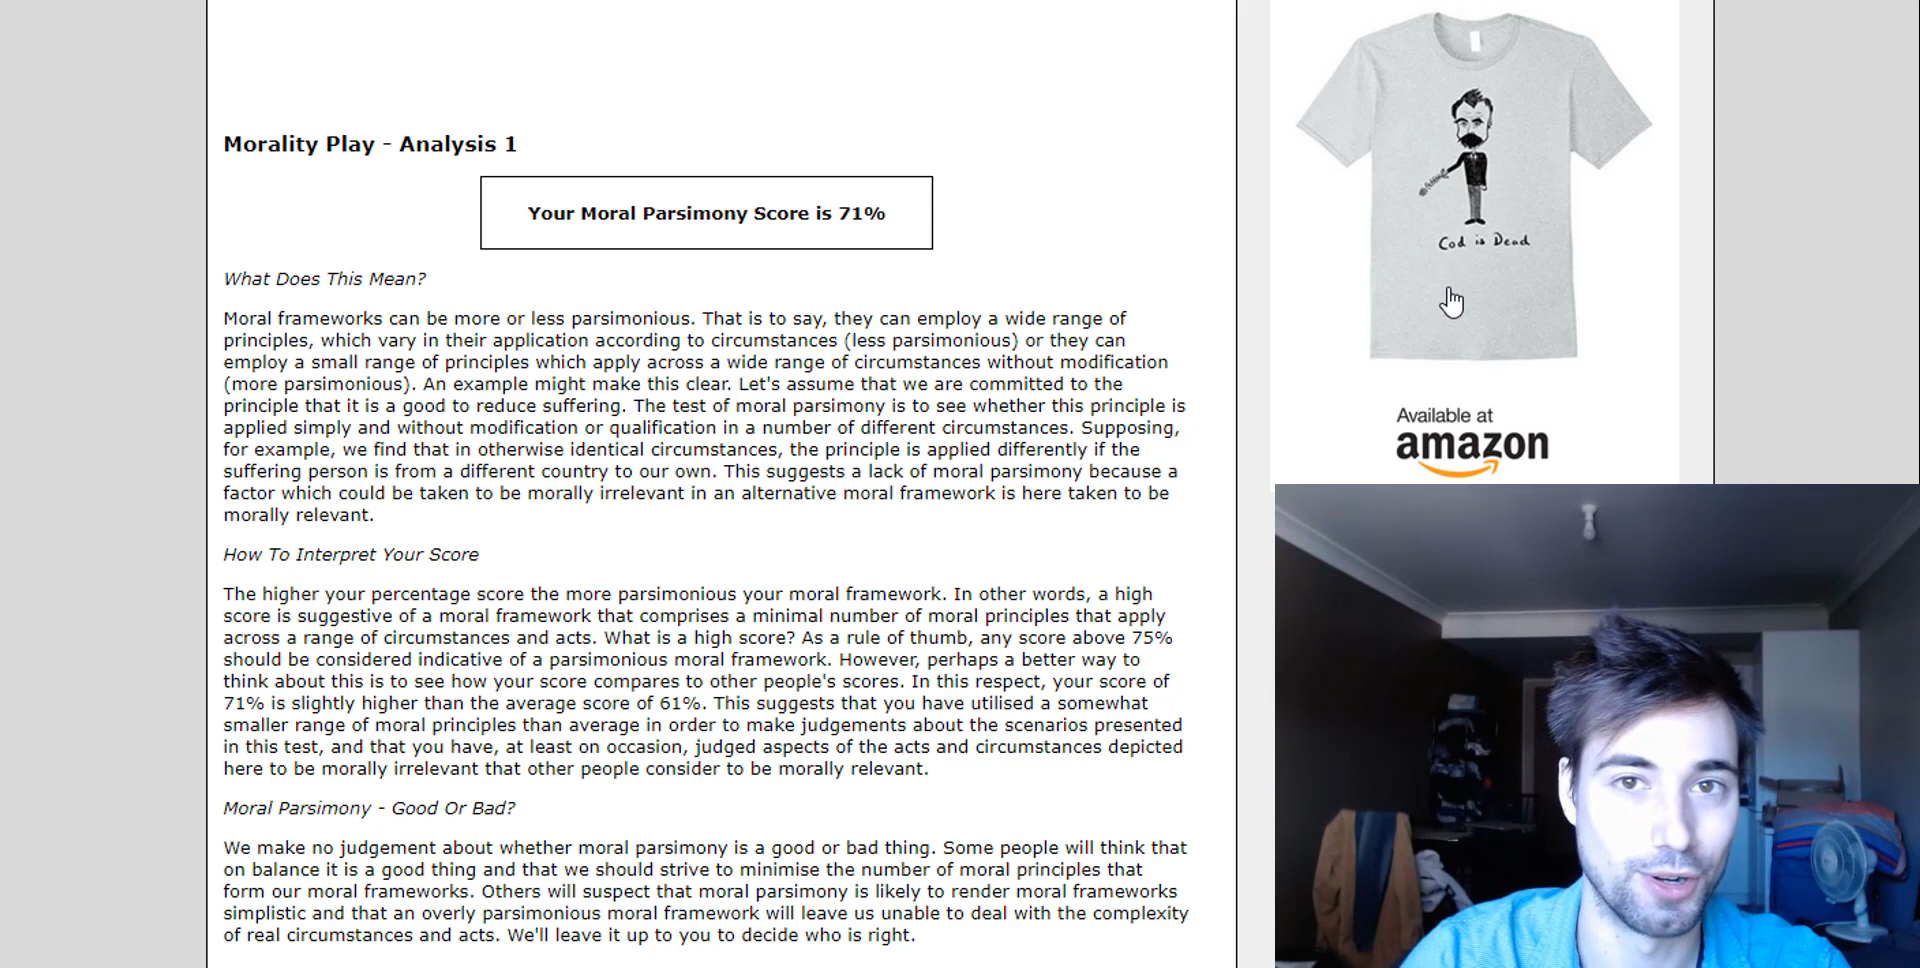 Morality Play - Analysis 1
Your Moral Parsimony Score is 71%
What Does This Mean?
Moral frameworks can be more or less parsimonious. That is to say, they can employ a wide range of
principles, which vary in their application according to circumstances (less parsimonious) or they can
employ a small range of principles which apply across a wide range of circumstances without modification
(more parsimonious). An example might make this clear. Let's assume that we are committed to the
principle that it is a good to reduce suffering. The test of moral parsimony is to see whether this principle is
applied simply and without modification or qualification in a number of different circumstances. Supposing,
for example, we find that in otherwise identical circumstances, the principle is applied differently if the
suffering person is from a different country to our own. This suggests a lack of moral parsimony because a
factor which could be taken to be morally irrelevant in an alternative moral framework is here taken to be
morally relevant.
How To Interpret Your Score
The higher your percentage score the more parsimonious your moral framework. In other words, a high
score is suggestive of a moral framework that comprises a minimal number of moral principles that apply
across a range of circumstances and acts. What is a high score? As a rule of thumb, any score above 75%
should be considered indicative of a parsimonious moral framework. However, perhaps a better way to
think about this is to see how your score compares to other people's scores. In this respect, your score of
71% is slightly higher than the average score of 61%. This suggests that you have utilised a somewhat
smaller range of moral principles than average in order to make judgements about the scenarios presented
in this test, and that you have, at least on occasion, judged aspects of the acts and circumstances depicted
here to be morally irrelevant that other people consider to be morally relevant.
Moral Parsimony - Good Or Bad?
We make no judgement about whether moral parsimony is a good or bad thing. Some people will think that
on balance it is a good thing and that we should strive to minimise the number of moral principles that
form our moral frameworks. Others will suspect that moral parsimony is likely to render moral frameworks
simplistic and that an overly parsimonious moral framework will leave us unable to deal with the complexity
of real circumstances and acts. We'll leave it up to you to decide who is right.
Cod is Dead
Available at
amazon